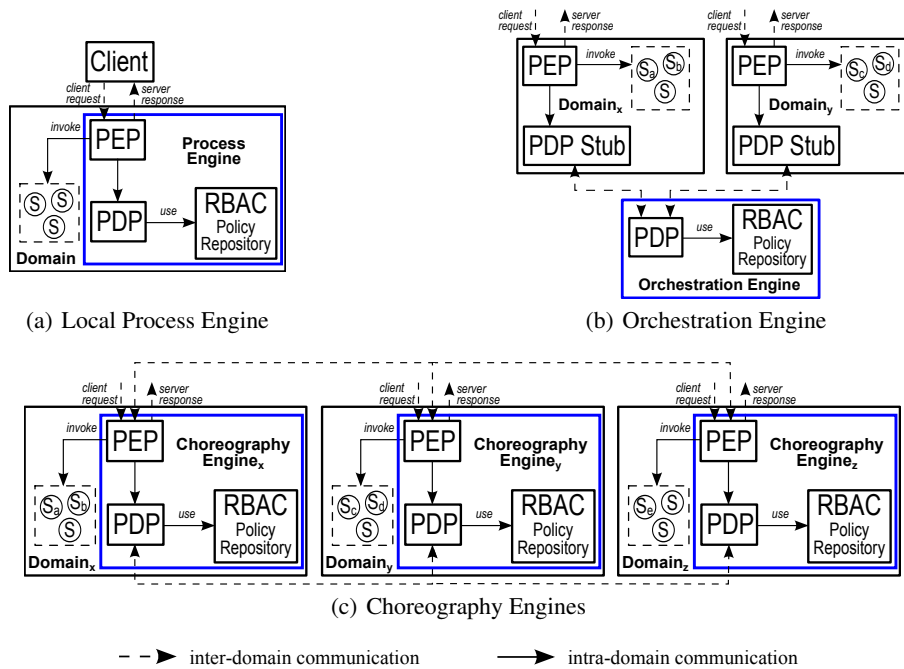 Client
client
request
server
response
invoke
PEP
Process
Engine
S S
S
PDP
use
RBAC
Policy
Repository
Domain
(a) Local Process Engine
client
request
server
response
PEP
invoke
Sa Sb
S
Domainx
PDP Stub
client
request
server
response
PEP
invoke
Sc Sd
S
Domainy
PDP Stub
PDP
use
RBAC
Policy
Repository
Orchestration Engine
(b) Orchestration Engine
client
request
server
response
invoke
PEP
Choreography
Enginex
Sa Sb
S
PDP
use
RBAC
Policy
Repository
Domainx
client
request
server
response
invoke
PEP
Choreography
Enginey
Sc Sd
S
PDP
use
RBAC
Policy
Repository
Domainy
client
request
server
response
invoke
PEP
Choreography
Enginez
Se S
S
PDP
use
RBAC
Policy
Repository
Domainz
(c) Choreography Engines
inter-domain communication
intra-domain communication